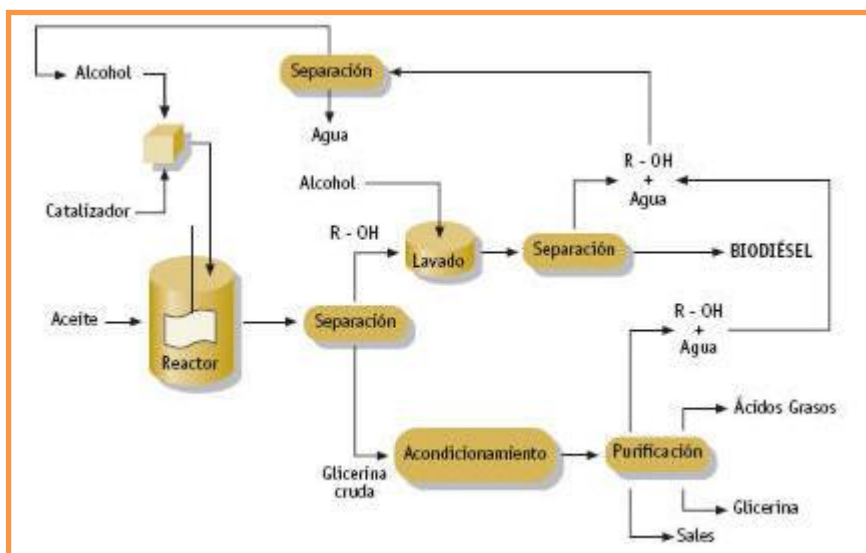 Separación
Alcohol
Agua
R - OH
+
Agua
Alcohol
Catalizador
R - OH
Lavado
Separación
BIODIÉSEL
Aceite
Reactor
Separación
R - OH
+
Agua
Ácidos Grasos
Acondicionamiento
Purificación
Glicerina
cruda
Glicerina
Sales